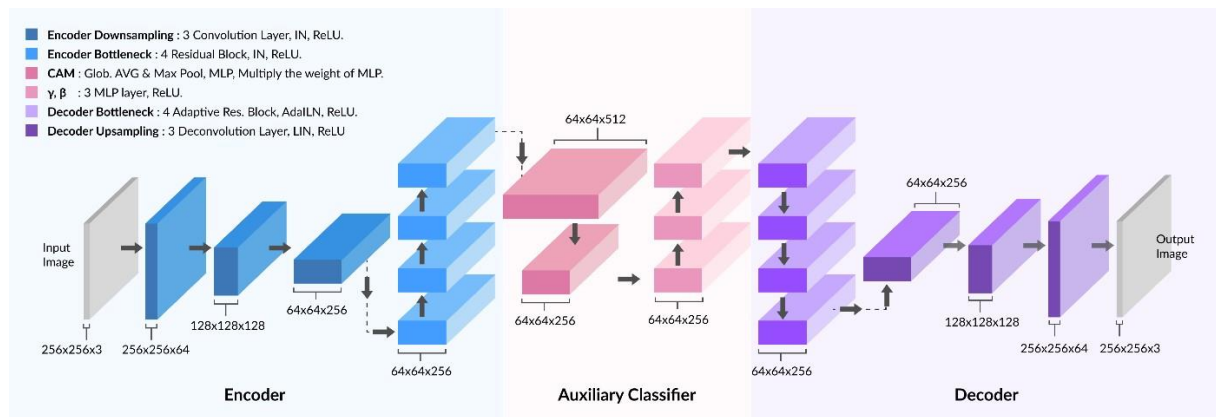 Encoder Downsampling : 3 Convolution Layer, IN, ReLU.
Encoder Bottleneck : 4 Residual Block, IN, ReLU.
CAM : Glob. AVG & Max Pool, MLP, Multiply the weight of MLP.
γ, β : 3 MLP layer, ReLU.
Decoder Bottleneck : 4 Adaptive Res. Block, AdaILN, ReLU.
Decoder Upsampling : 3 Deconvolution Layer, LIN, ReLU
Input
Image
256x256x3
256x256x64
128x128x128
64x64x256
64x64x256
64x64x512
64x64x256
64x64x256
64x64x256
64x64x256
128x128x128
256x256x64
256x256x3
Output
Image
Encoder
Auxiliary Classifier
Decoder